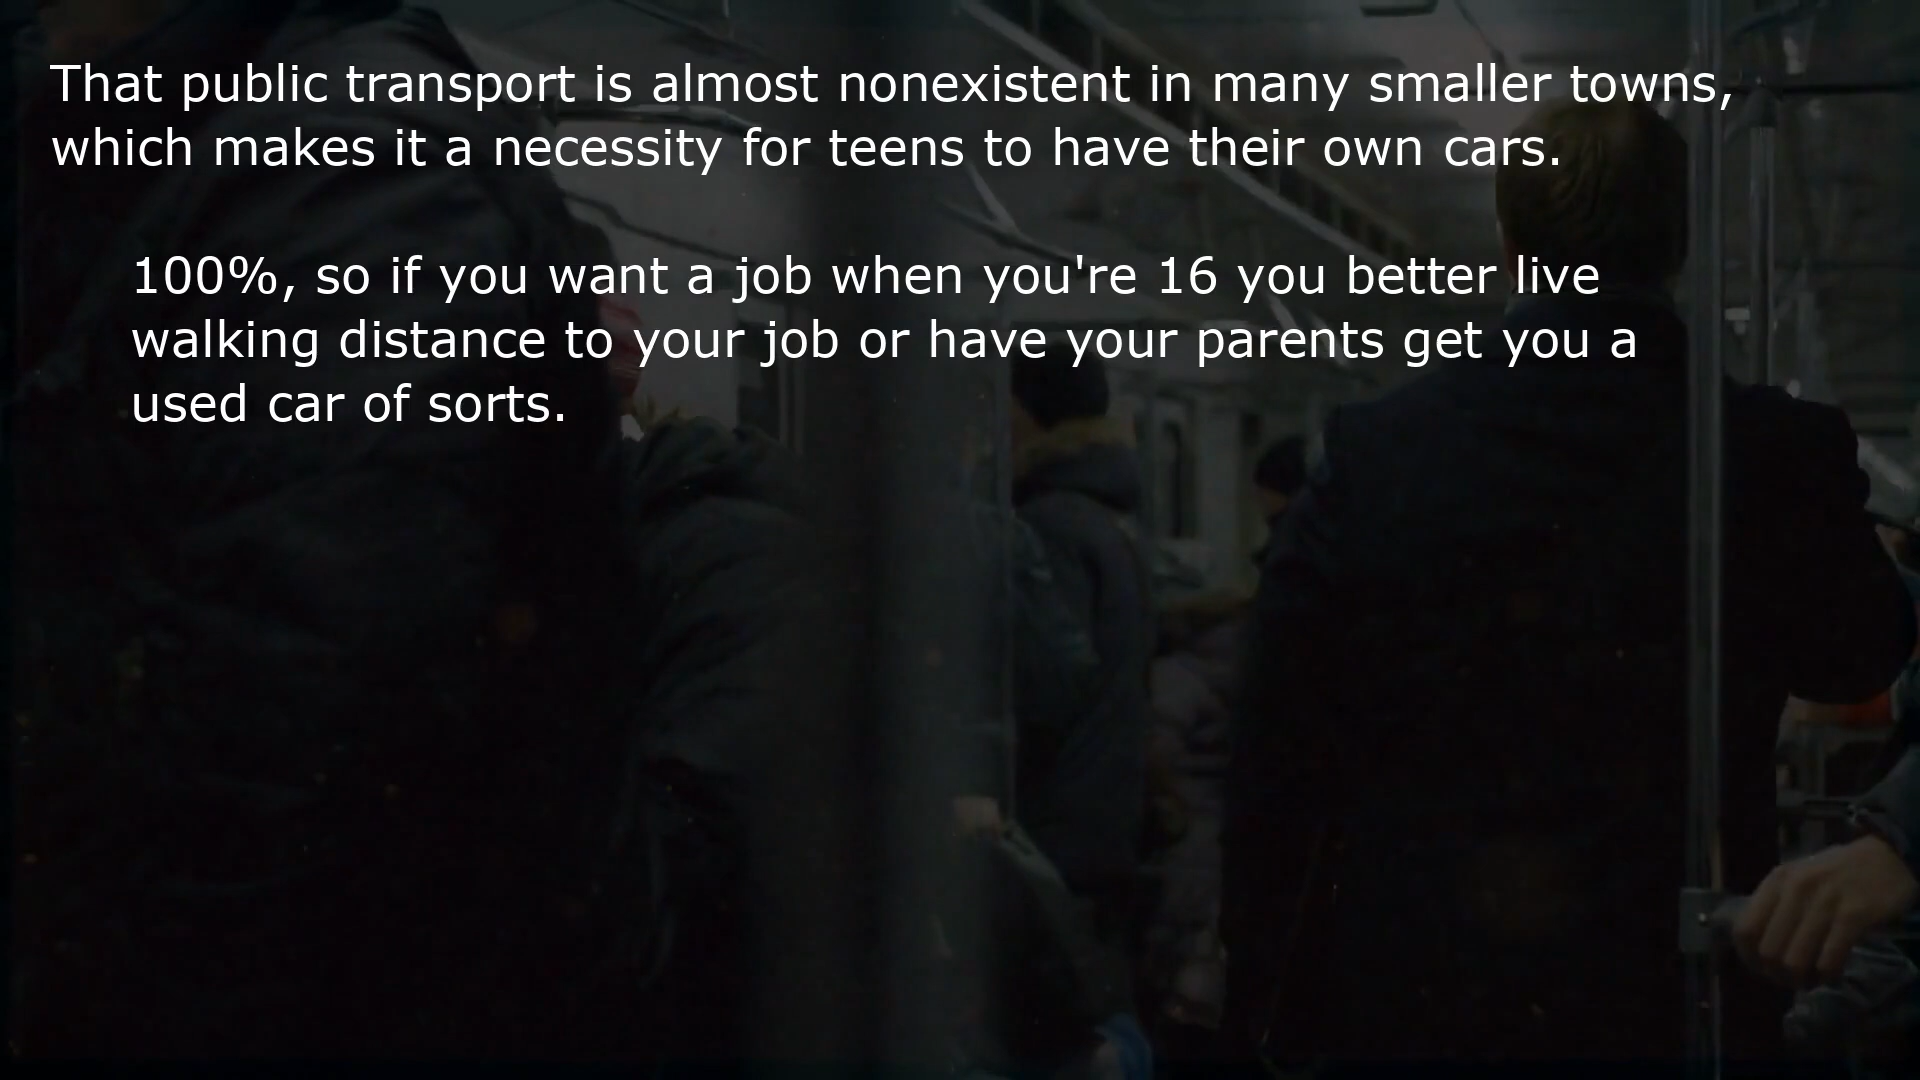 That public transport is almost nonexistent in many smaller towns,
which makes it a necessity for teens to have their own cars.
100%, so if you want a job when you're 16 you better live
walking distance to your job or have your parents get you a
used car of sorts.